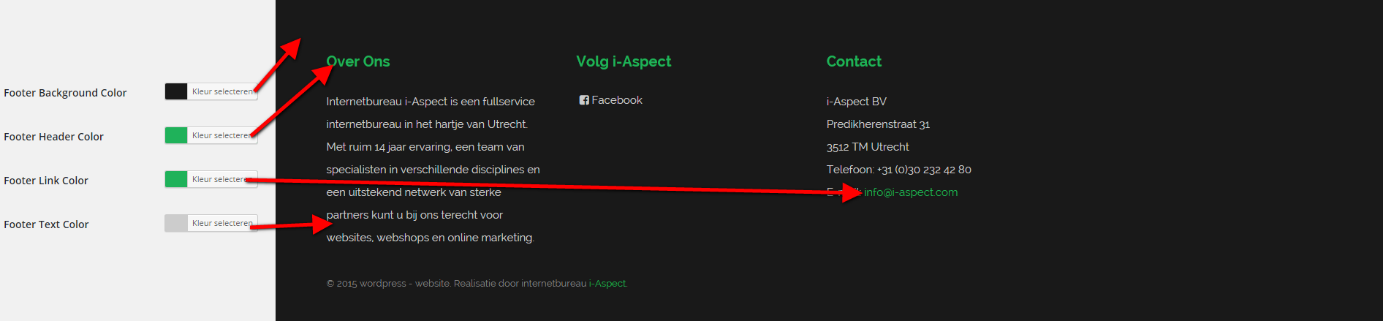 Footer Background Color
Kleur selecteren
Footer Header Color
Kleur selecteren
Footer Link Color
Kleur selecteren
Footer Text Color
Kleur selecteren
Over Ons
Internetbureau i-Aspect is een fullservice
internetbureau in het hartje van Utrecht.
Met ruim 14 jaar ervaring, een team van
specialisten in verschillende disciplines en
een uitstekend netwerk van sterke
partners kunt u bij ons terecht voor
websites, webshops en online marketing.
Volg i-Aspect
Facebook
Contact
i-Aspect BV
Predikherenstraat 31
3512 TM Utrecht
Telefoon: +31 (0)30 232 42 80
info@i-aspect.com
© 2015 wordpress - website. Realisatie door internetbureau i-Aspect.